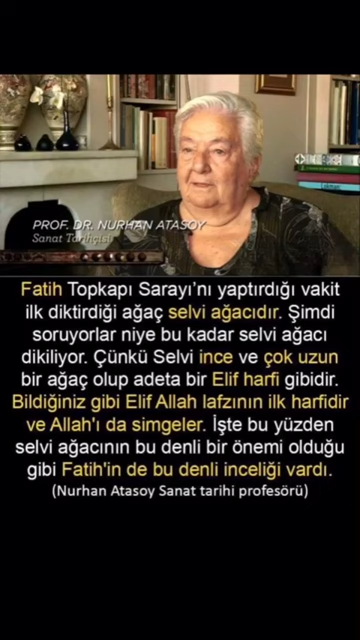 PROF. DR. NURHAN ATASOY
Sanat Tarihçisi
Fatih Topkapı Sarayı'nı yaptırdığı vakit
ilk diktirdiği ağaç selvi ağacıdır. Şimdi
soruyorlar niye bu kadar selvi ağacı
dikiliyor. Çünkü Selvi ince ve çok uzun
bir ağaç olup adeta bir Elif harfi gibidir.
Bildiğiniz gibi Elif Allah lafzının ilk harfidir
ve Allah'ı da simgeler. İşte bu yüzden
selvi ağacının bu denli bir önemi olduğu
gibi Fatih'in de bu denli inceliği vardı.
(Nurhan Atasoy Sanat tarihi profesörü)